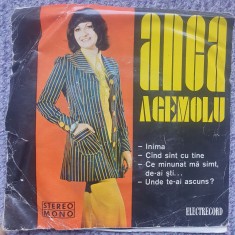 anca
AGEMOLU
- Inima
- Cînd sînt cu tine
- Ce minunat mă simt,
de-ai ști...
- Unde te-ai ascuns?
STEREO
MONO
ELECTRECORD